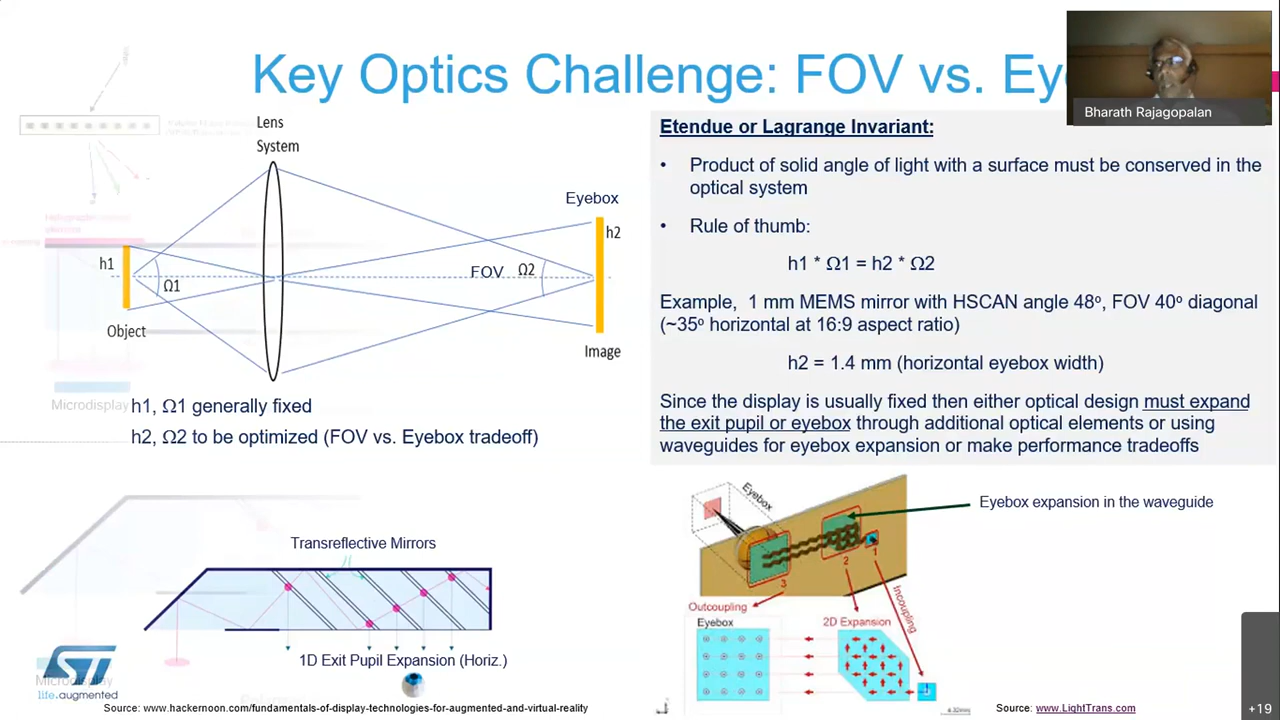 Key Optics Challenge: FOV vs. Eye
Bharath Rajagopalan
Lens
System
Eyebox
h1
h2
Ω1
FOV
Ω2
Object
Image
Microdisplay
h1, Ω1 generally fixed
h2, Ω2 to be optimized (FOV vs. Eyebox tradeoff)
Etendue or Lagrange Invariant:
• Product of solid angle of light with a surface must be conserved in the
optical system
• Rule of thumb:
h1 * Ω1 = h2 * Ω2
Example, 1 mm MEMS mirror with HSCAN angle 48º, FOV 40º diagonal
(~35º horizontal at 16:9 aspect ratio)
h2 = 1.4 mm (horizontal eyebox width)
Since the display is usually fixed then either optical design must expand
the exit pupil or eyebox through additional optical elements or using
waveguides for eyebox expansion or make performance tradeoffs
Transreflective Mirrors
1D Exit Pupil Expansion (Horiz.)
Eyebox
Eyebox expansion in the waveguide
1
2
3
Outcoupling
Incoupling
2D Expansion
Eyebox
ST
life.augmented
Microdisplay
Source: www.hackernoon.com/fundamentals-of-display-technologies-for-augmented-and-virtual-reality
Source: www.LightTrans.com
+19